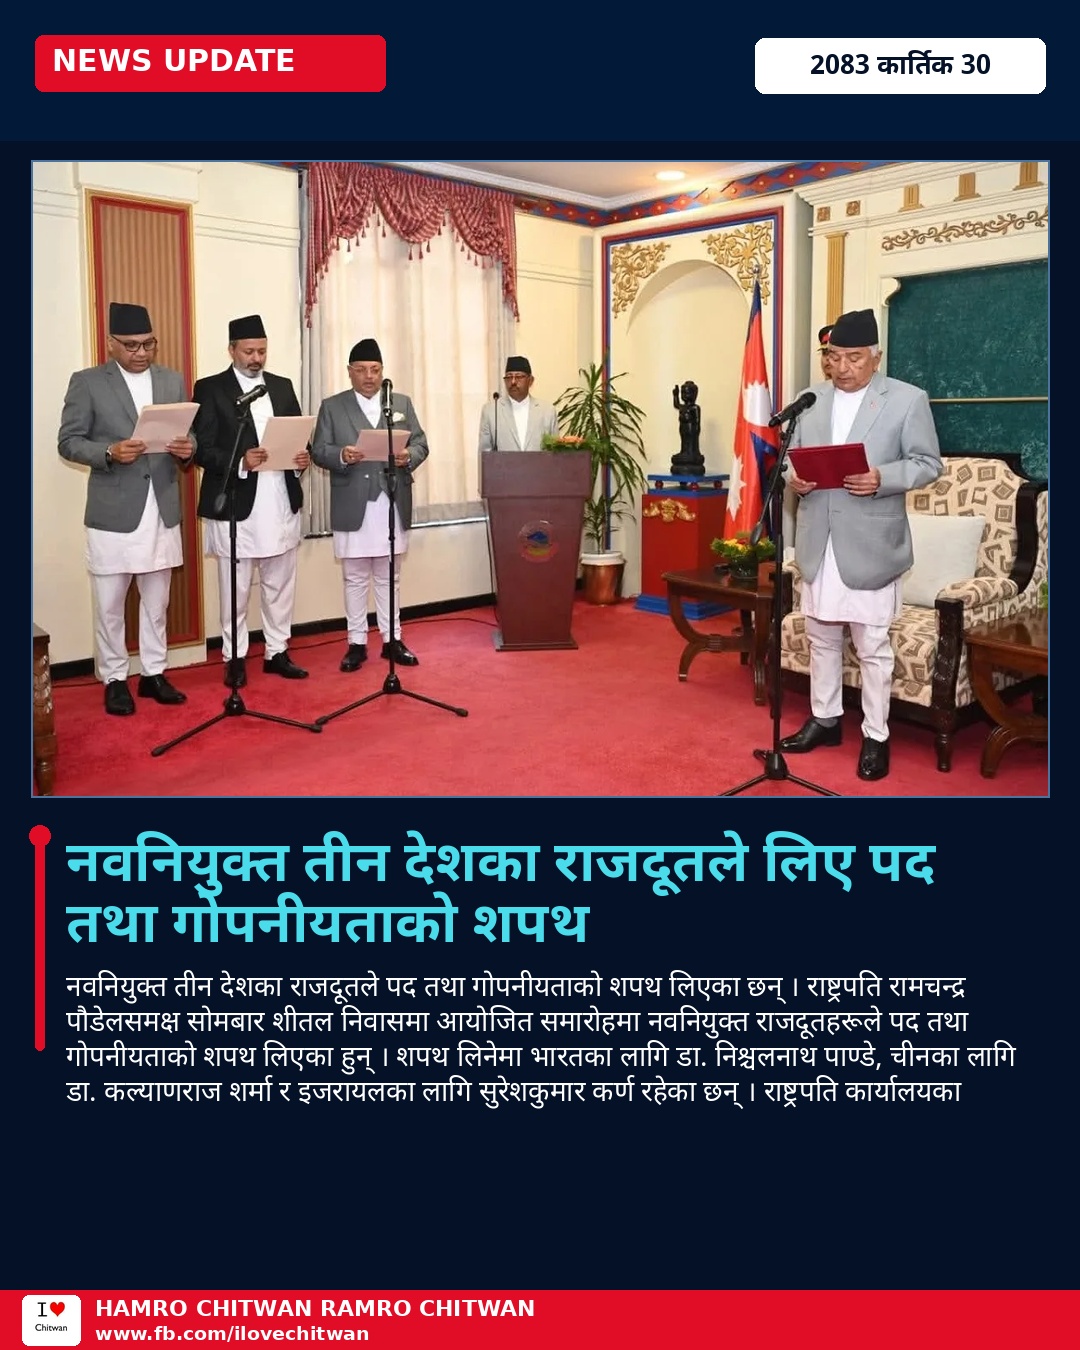 NEWS UPDATE
2083 कार्तिक 30
नवनियुक्त तीन देशका राजदूतले लिए पद
तथा गोपनीयताको शपथ
नवनियुक्त तीन देशका राजदूतले पद तथा गोपनीयताको शपथ लिएका छन् । राष्ट्रपति रामचन्द्र
पौडेलसमक्ष सोमबार शीतल निवासमा आयोजित समारोहमा नवनियुक्त राजदूतहरूले पद तथा
गोपनीयताको शपथ लिएका हुन् । शपथ लिनेमा भारतका लागि डा. निश्चलनाथ पाण्डे, चीनका लागि
डा. कल्याणराज शर्मा र इजरायलका लागि सुरेशकुमार कर्ण रहेका छन् । राष्ट्रपति कार्यालयका
I❤
Chitwan
HAMRO CHITWAN RAMRO CHITWAN
www.fb.com/ilovechitwan